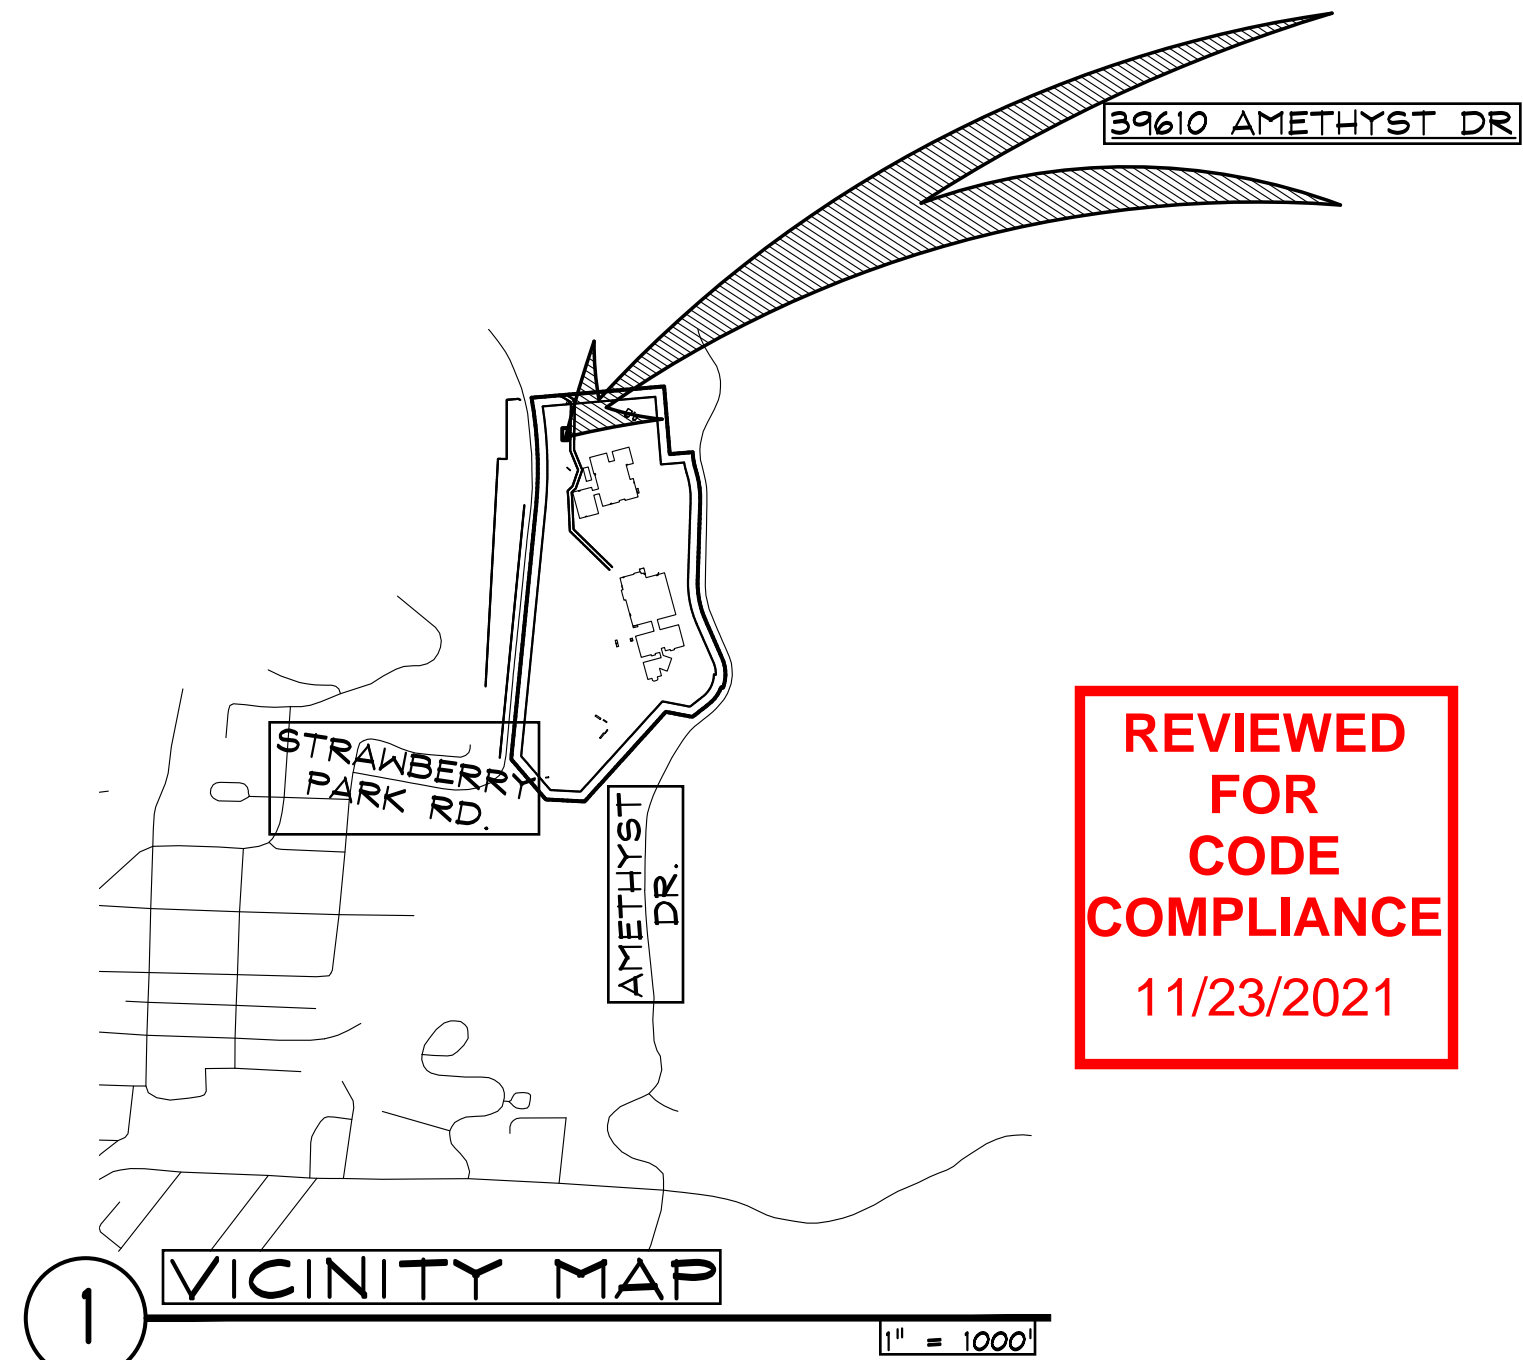 39610 AMETHYST DR
STRAWBERRY
PARK RD.
AMETHYST
DR.
REVIEWED
FOR
CODE
COMPLIANCE
11/23/2021
1
VICINITY MAP
1" = 1000'